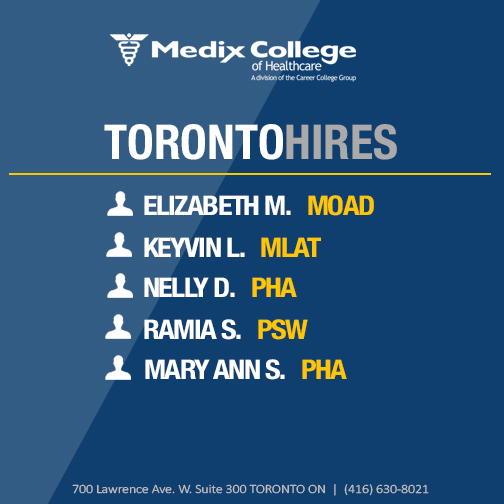 Medix College
of Healthcare
A division of the Career College Group
TORONTOHIRES
ELIZABETH M. MOAD
KEYVIN L. MLAT
NELLY D. PHA
RAMIA S. PSW
MARY ANN S. PHA
700 Lawrence Ave. W. Suite 300 TORONTO ON | (416) 630-8021